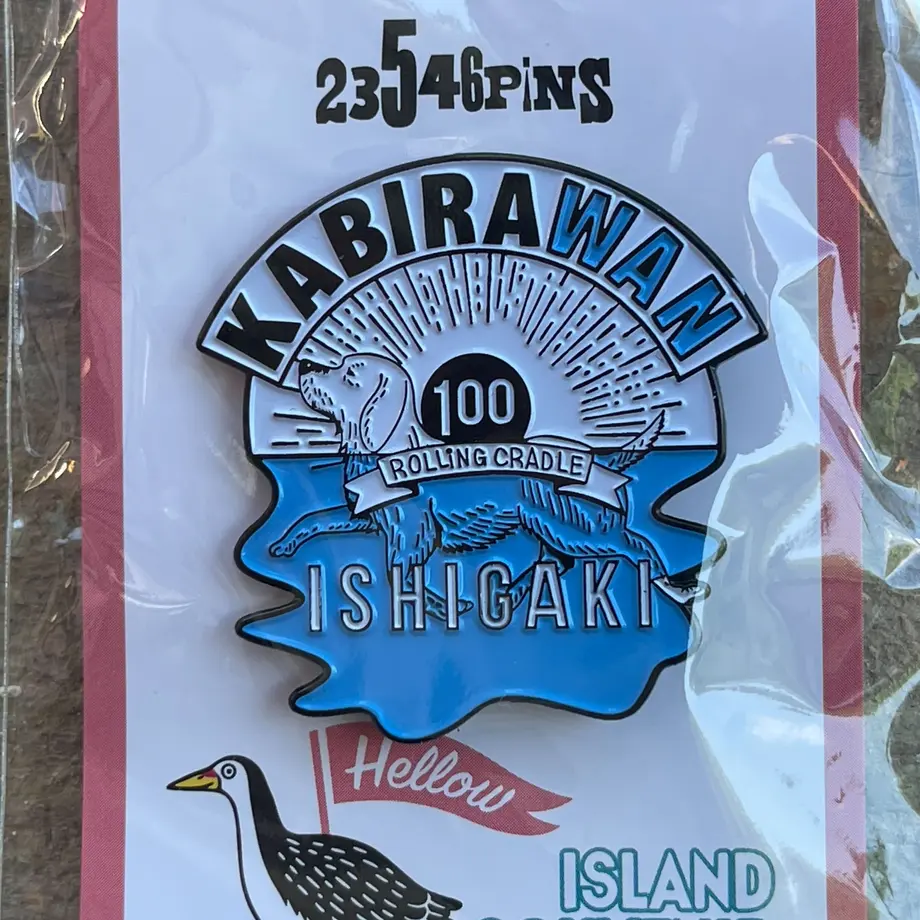 23546PiNS
KABIRAWAN
100
ROLLiNG CRADLE
ISHIGAKI
Hellow
ISLAND